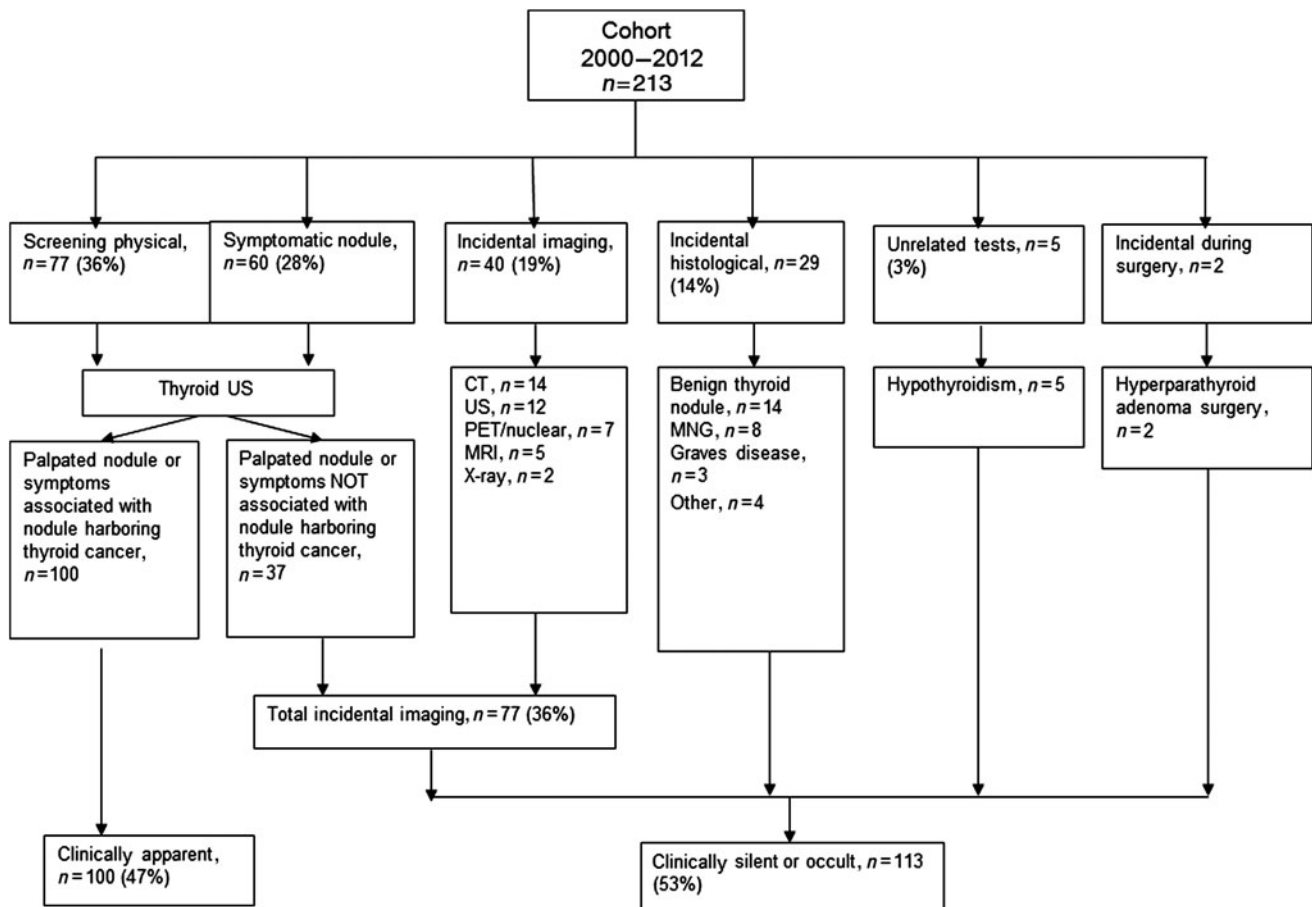 Cohort
2000–2012
n=213
Screening physical,
n=77 (36%)
Symptomatic nodule,
n=60 (28%)
Incidental imaging,
n=40 (19%)
Incidental
histological, n=29
(14%)
Unrelated tests, n=5
(3%)
Incidental during
surgery, n=2
Thyroid US
CT, n=14
US, n=12
PET/nuclear, n=7
MRI, n=5
X-ray, n=2
Benign thyroid
nodule, n=14
MNG, n=8
Graves disease,
n=3
Other, n=4
Hypothyroidism, n=5
Hyperparathyroid
adenoma surgery,
n=2
Palpated nodule or
symptoms
associated with
nodule harboring
thyroid cancer,
n=100
Palpated nodule or
symptoms NOT
associated with
nodule harboring
thyroid cancer,
n=37
Total incidental imaging, n=77 (36%)
Clinically apparent,
n=100 (47%)
Clinically silent or occult, n=113
(53%)